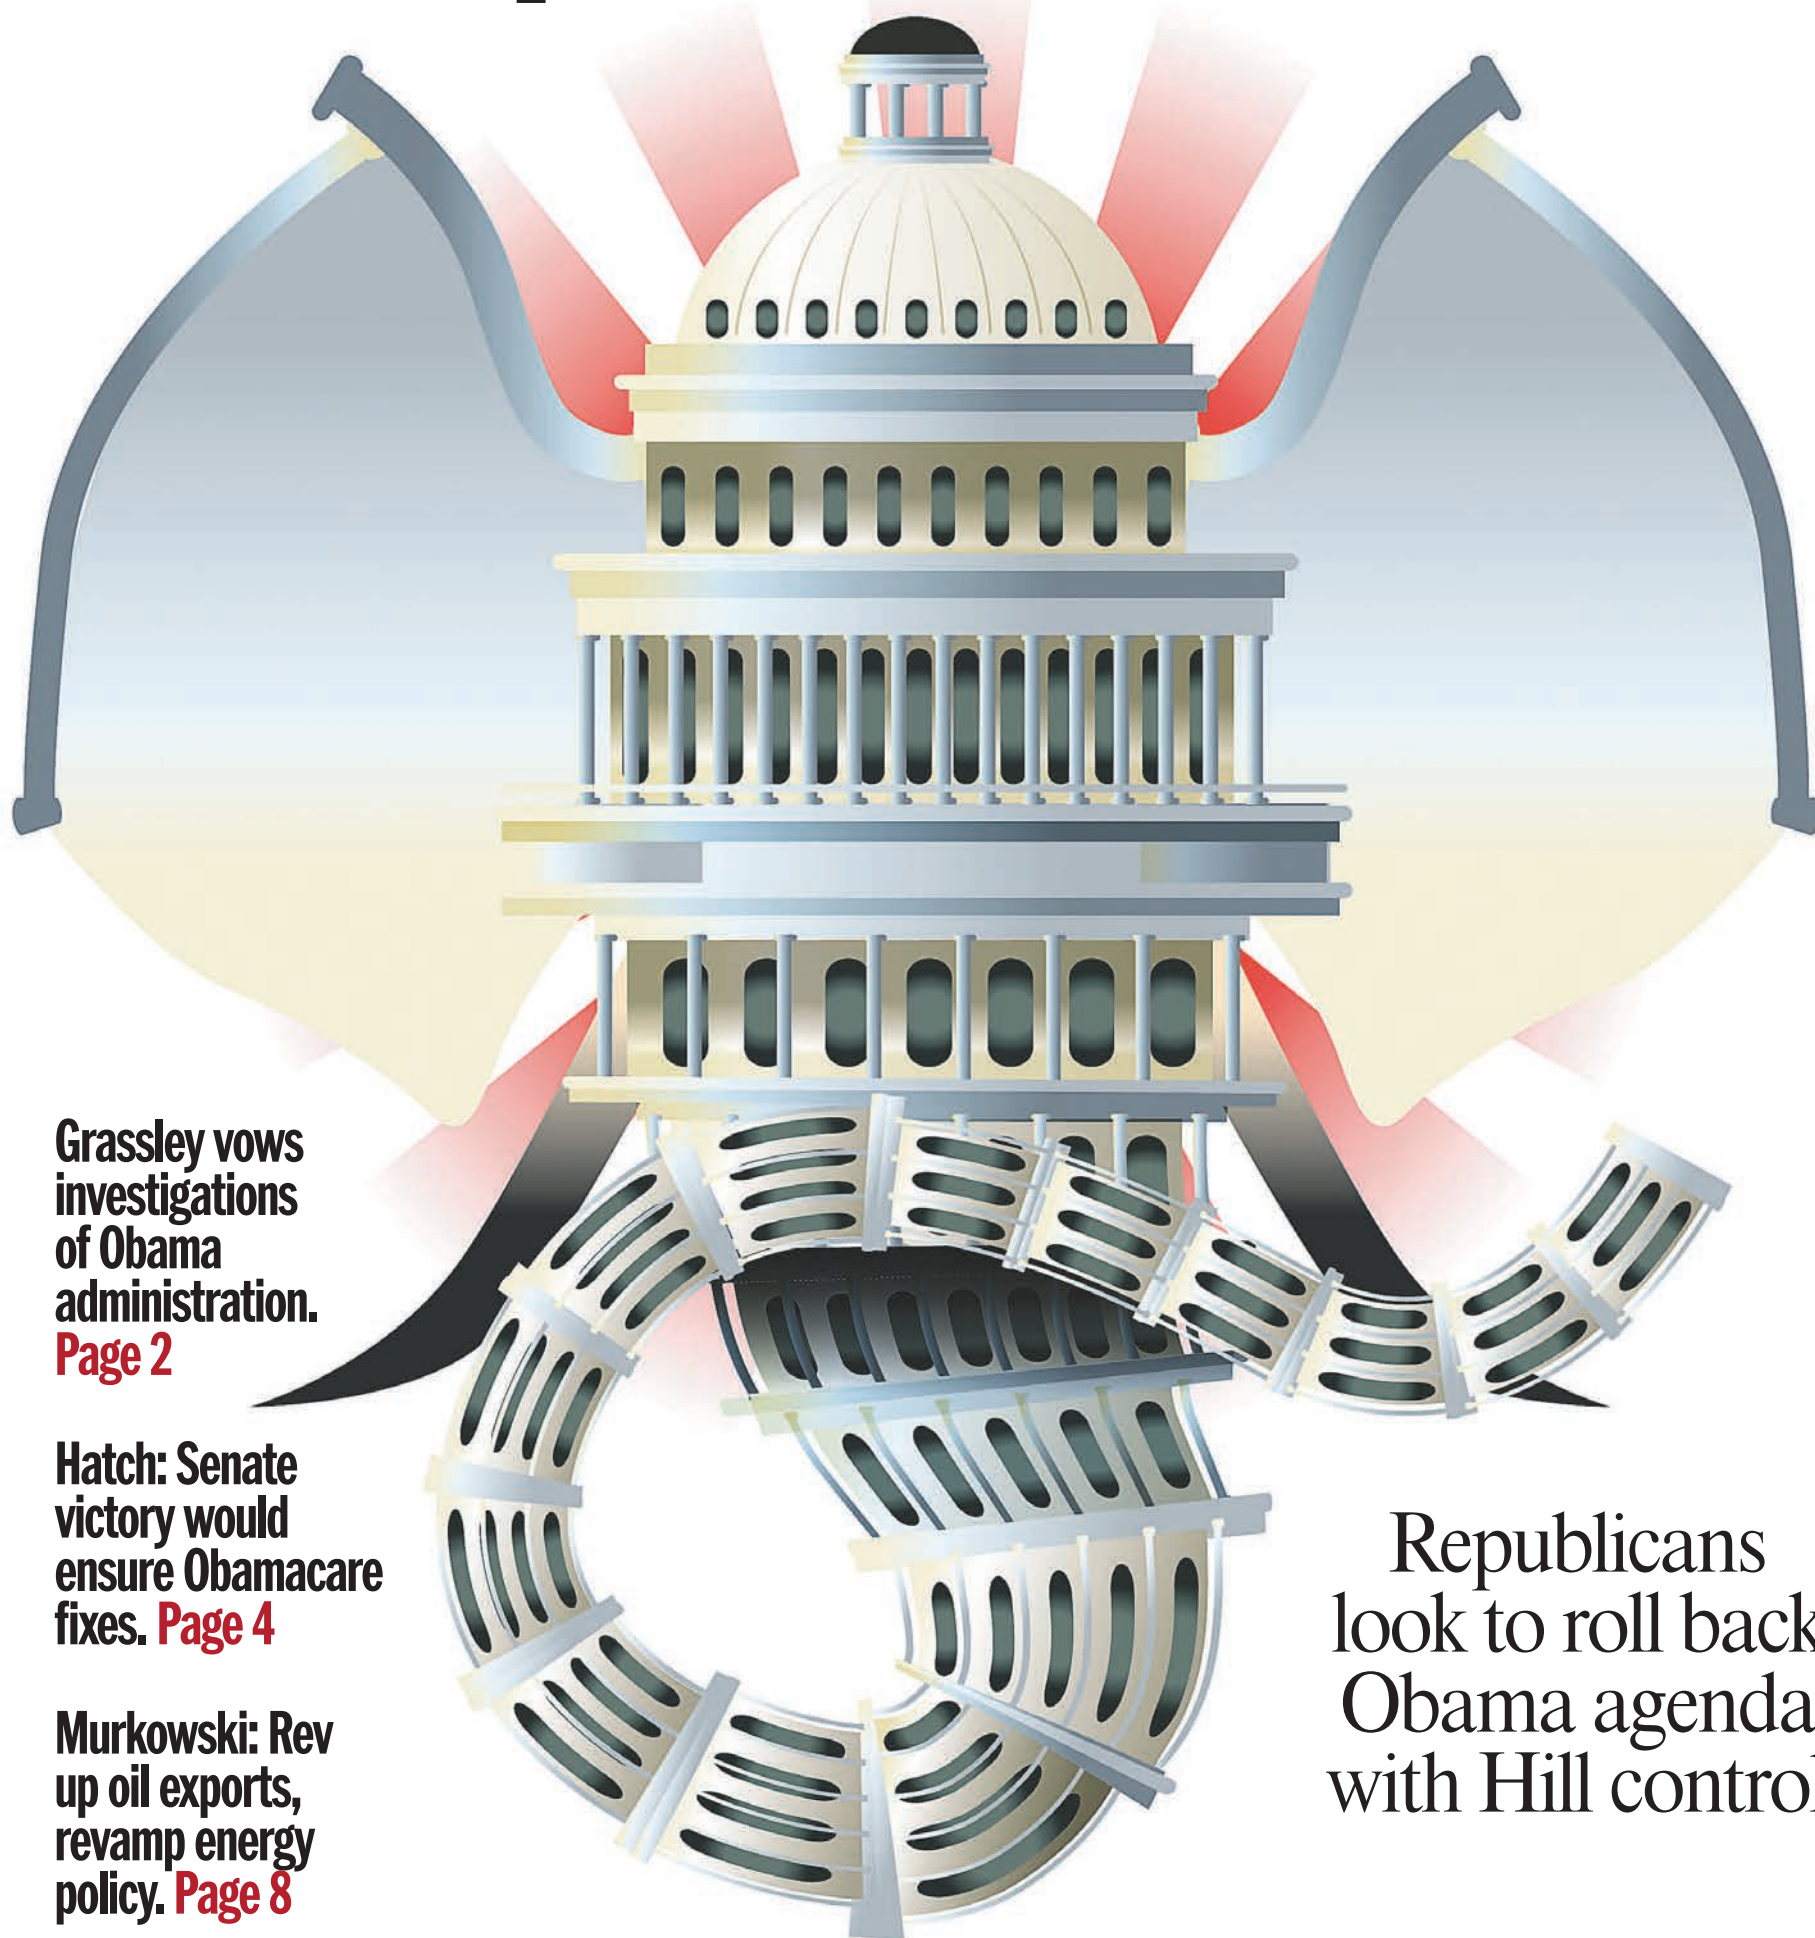 Grassley vows
investigations
of Obama
administration.
Page 2
Hatch: Senate
victory would
ensure Obamacare
fixes. Page 4
Murkowski: Rev
up oil exports,
revamp energy
policy. Page 8
Republicans
look to roll back
Obama agenda
with Hill control